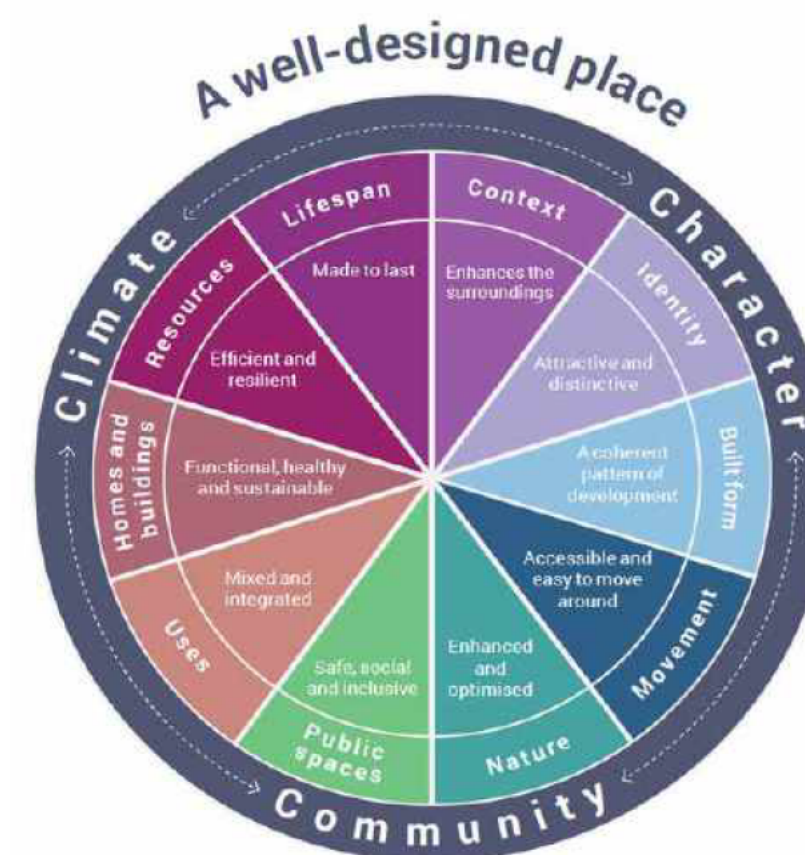 A well-designed place
Climate
Character
Community
Context
Enhances the
surroundings
Identity
Attractive and
distinctive
Built form
A coherent
pattern of
development
Movement
Accessible and
easy to move
around
Nature
Enhanced
and
optimised
Public
spaces
Safe, social
and inclusive
Uses
Mixed and
integrated
Homes and
buildings
Functional, healthy
and sustainable
Resources
Efficient and
resilient
Lifespan
Made to last